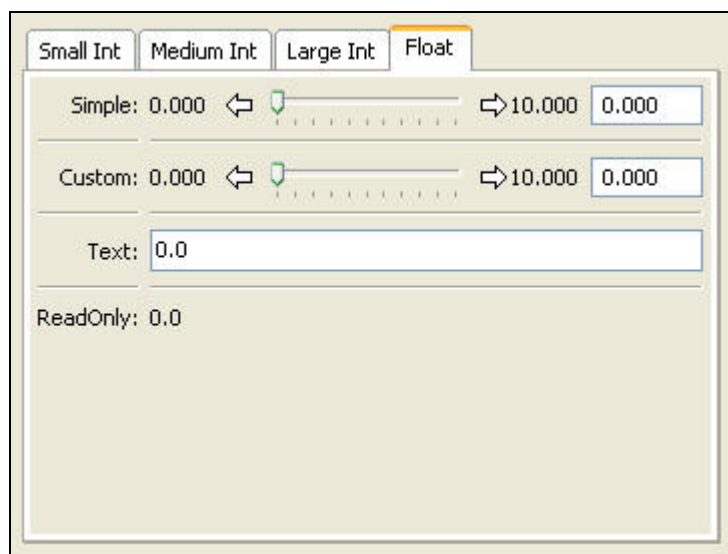 Small Int Medium Int Large Int Float
Simple: 0.000 10.000 0.000
Custom: 0.000 10.000 0.000
Text: 0.0
ReadOnly: 0.0